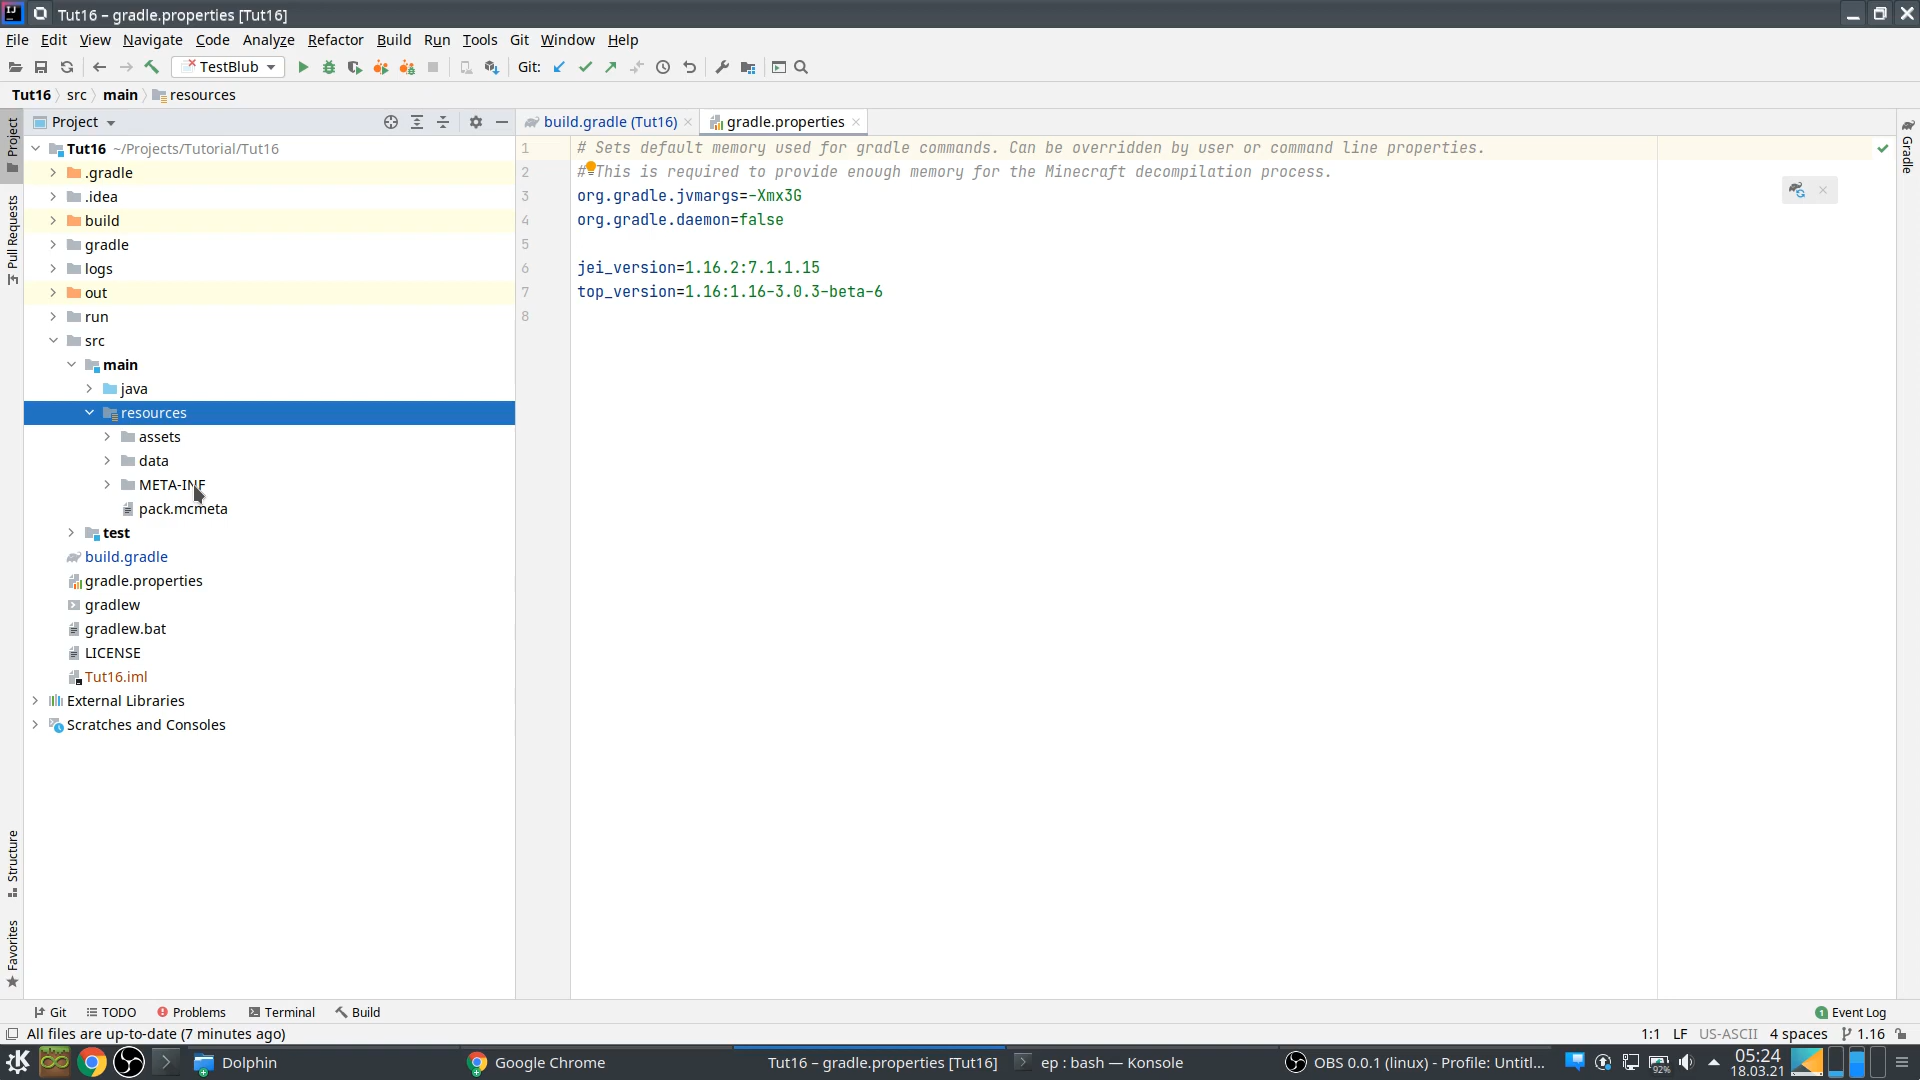 Tut16 – gradle.properties [Tut16]
File Edit View Navigate Code Analyze Refactor Build Run Tools Git Window Help
TestBlub Git:
Tut16 src main resources
Project
build.gradle (Tut16) gradle.properties
Project
Pull Requests
Structure
Favorites
Gradle
Tut16 ~/Projects/Tutorial/Tut16
.gradle
.idea
build
gradle
logs
out
run
src
main
java
resources
assets
data
META-INF
pack.mcmeta
test
build.gradle
gradle.properties
gradlew
gradlew.bat
LICENSE
Tut16.iml
External Libraries
Scratches and Consoles
1 # Sets default memory used for gradle commands. Can be overridden by user or command line properties.
2 # This is required to provide enough memory for the Minecraft decompilation process.
3 org.gradle.jvmargs=-Xmx3G
4 org.gradle.daemon=false
5
6 jei_version=1.16.2:7.1.1.15
7 top_version=1.16:1.16-3.0.3-beta-6
8
Git TODO Problems Terminal Build 1 Event Log
All files are up-to-date (7 minutes ago) 1:1 LF US-ASCII 4 spaces 1.16
Dolphin Google Chrome Tut16 – gradle.properties [Tut16] ep : bash — Konsole OBS 0.0.1 (linux) - Profile: Untitl... 92% 05:24
18.03.21